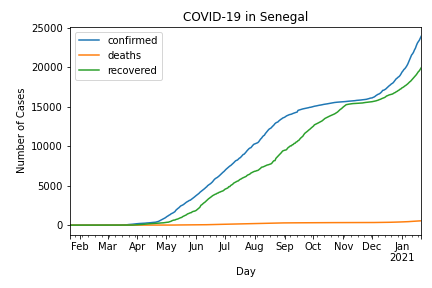 COVID-19 in Senegal
confirmed
deaths
recovered
Number of Cases
25000
20000
15000
10000
5000
0
Feb Mar Apr May Jun Jul Aug Sep Oct Nov Dec Jan
2021
Day